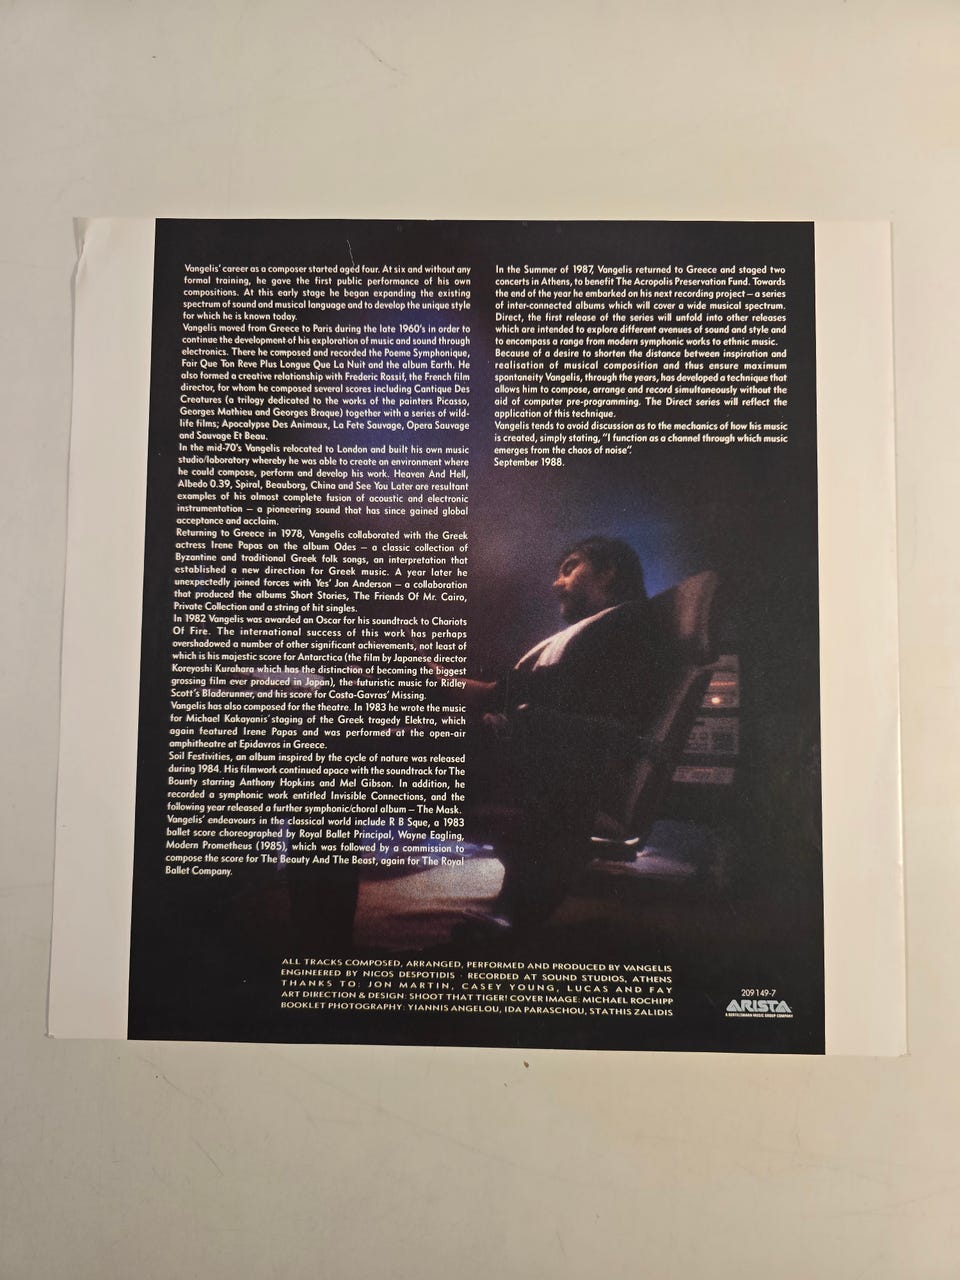 Vangelis' career as a composer started aged four. At six and without any
formal training, he gave the first public performance of his own
compositions. At this early stage he began expanding the existing
spectrum of sound and musical language and to develop the unique style
for which he is known today.
Vangelis moved from Greece to Paris during the late 1960's in order to
continue the development of his exploration of music and sound through
electronics. There he composed and recorded the Poeme Symphonique,
Fair Que Ton Reve Plus Longue Que La Nuit and the album Earth. He
also formed a creative relationship with Frederic Rossif, the French film
director, for whom he composed several scores including Cantique Des
Creatures (a trilogy dedicated to the works of the painters Picasso,
Georges Mathieu and Georges Braque) together with a series of wild-
life films; Apocalypse Des Animaux, La Fete Sauvage, Opera Sauvage
and Sauvage Et Beau.
In the mid-70's Vangelis relocated to London and built his own music
studio/laboratory whereby he was able to create an environment where
he could compose, perform and develop his work. Heaven And Hell,
Albedo 0.39, Spiral, Beauborg, China and See You Later are resultant
examples of his almost complete fusion of acoustic and electronic
instrumentation – a pioneering sound that has since gained global
acceptance and acclaim.
Returning to Greece in 1978, Vangelis collaborated with the Greek
actress Irene Papas on the album Odes – a classic collection of
Byzantine and traditional Greek folk songs, an interpretation that
established a new direction for Greek music. A year later he
unexpectedly joined forces with Yes' Jon Anderson – a collaboration
that produced the albums Short Stories, The Friends Of Mr. Cairo,
Private Collection and a string of hit singles.
In 1982 Vangelis was awarded an Oscar for his soundtrack to Chariots
Of Fire. The international success of this work has perhaps
overshadowed a number of other significant achievements, not least of
which is his majestic score for Antarctica (the film by Japanese director
Koreyoshi Kurahara which has the distinction of becoming the biggest
grossing film ever produced in Japan), the futuristic music for Ridley
Scott's Bladerunner, and his score for Costa-Gavras' Missing.
Vangelis has also composed for the theatre. In 1983 he wrote the music
for Michael Kakayanis' staging of the Greek tragedy Elektra, which
again featured Irene Papas and was performed at the open-air
amphitheatre at Epidavros in Greece.
Soil Festivities, an album inspired by the cycle of nature was released
during 1984. His filmwork continued apace with the soundtrack for The
Bounty starring Anthony Hopkins and Mel Gibson. In addition, he
recorded a symphonic work entitled Invisible Connections, and the
following year released a further symphonic/choral album – The Mask.
Vangelis' endeavours in the classical world include R B Sque, a 1983
ballet score choreographed by Royal Ballet Principal, Wayne Eagling,
Modern Prometheus (1985), which was followed by a commission to
compose the score for The Beauty And The Beast, again for The Royal
Ballet Company.
In the Summer of 1987, Vangelis returned to Greece and staged two
concerts in Athens, to benefit The Acropolis Preservation Fund. Towards
the end of the year he embarked on his next recording project – a series
of inter-connected albums which will cover a wide musical spectrum.
Direct, the first release of the series will unfold into other releases
which are intended to explore different avenues of sound and style and
to encompass a range from modern symphonic works to ethnic music.
Because of a desire to shorten the distance between inspiration and
realisation of musical composition and thus ensure maximum
spontaneity Vangelis, through the years, has developed a technique that
allows him to compose, arrange and record simultaneously without the
aid of computer pre-programming. The Direct series will reflect the
application of this technique.
Vangelis tends to avoid discussion as to the mechanics of how his music
is created, simply stating, "I function as a channel through which music
emerges from the chaos of noise".
September 1988.
ALL TRACKS COMPOSED, ARRANGED, PERFORMED AND PRODUCED BY VANGELIS
ENGINEERED BY NICOS DESPOTIDIS · RECORDED AT SOUND STUDIOS, ATHENS
THANKS TO: JON MARTIN, CASEY YOUNG, LUCAS AND FAY
ART DIRECTION & DESIGN: SHOOT THAT TIGER! COVER IMAGE: MICHAEL ROCHIPP
BOOKLET PHOTOGRAPHY: YIANNIS ANGELOU, IDA PARASCHOU, STATHIS ZALIDIS
209 149-7
ARISTA
A BERTELSMANN MUSIC GROUP COMPANY